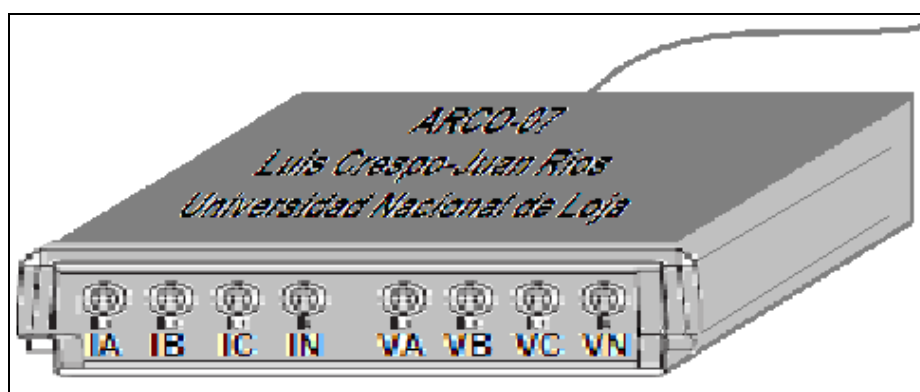 ARCO-07
Luis Crespo-Juan Ríos
Universidad Nacional de Loja
IA IB IC IN VA VB VC VN